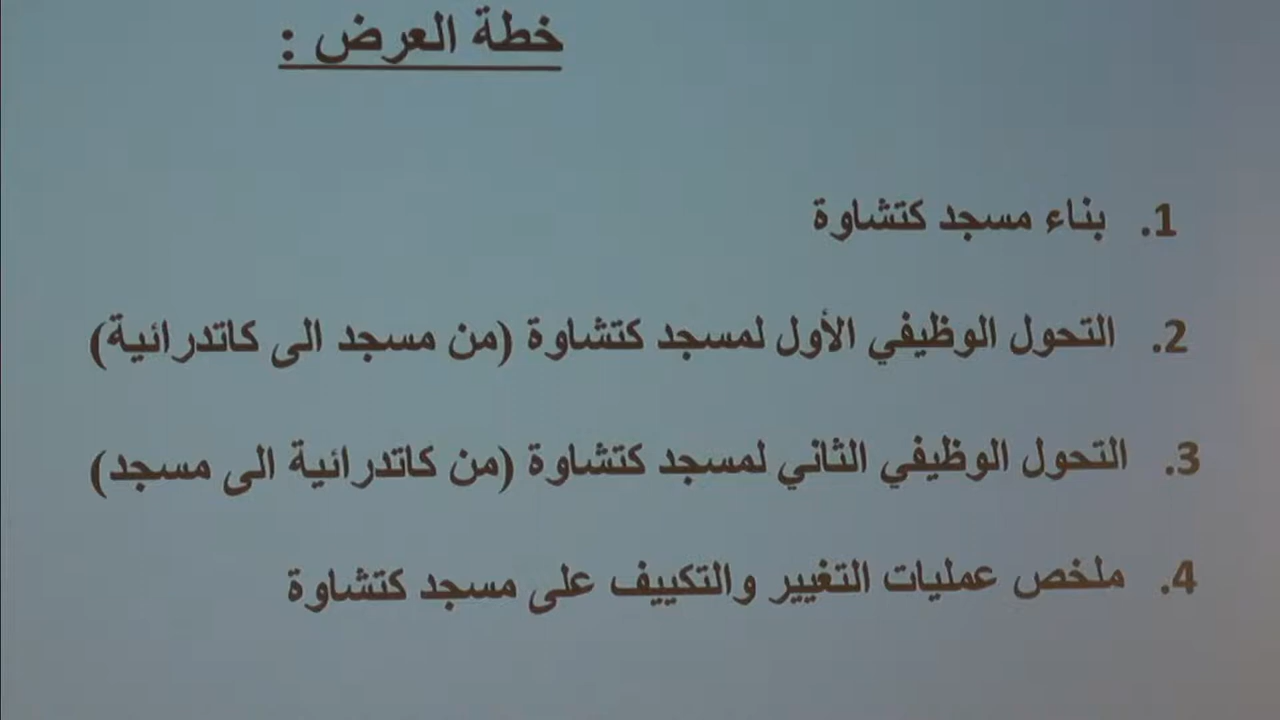 خطة العرض :
1. بناء مسجد كتشاوة
2. التحول الوظيفي الأول لمسجد كتشاوة (من مسجد الى كاتدرائية)
3. التحول الوظيفي الثاني لمسجد كتشاوة (من كاتدرائية الى مسجد)
4. ملخص عمليات التغيير والتكييف على مسجد كتشاوة